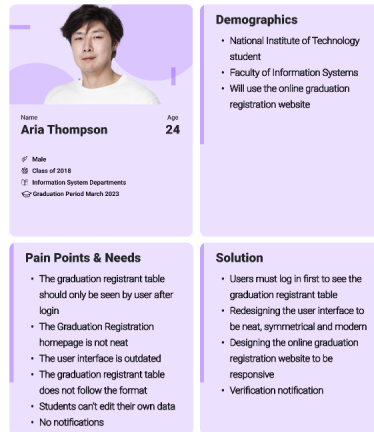 Name
Age
Aria Thompson
24
Male
Class of 2018
Information System Departments
Graduation Period March 2023
Demographics
• National Institute of Technology
student
• Faculty of Information Systems
• Will use the online graduation
registration website
Pain Points & Needs
• The graduation registrant table
should only be seen by user after
login
• The Graduation Registration
homepage is not neat
• The user interface is outdated
• The graduation registrant table
does not follow the format
• Students can't edit their own data
• No notifications
Solution
• Users must log in first to see the
graduation registrant table
• Redesigning the user interface to
be neat, symmetrical and modern
• Designing the online graduation
registration website to be
responsive
• Verification notification